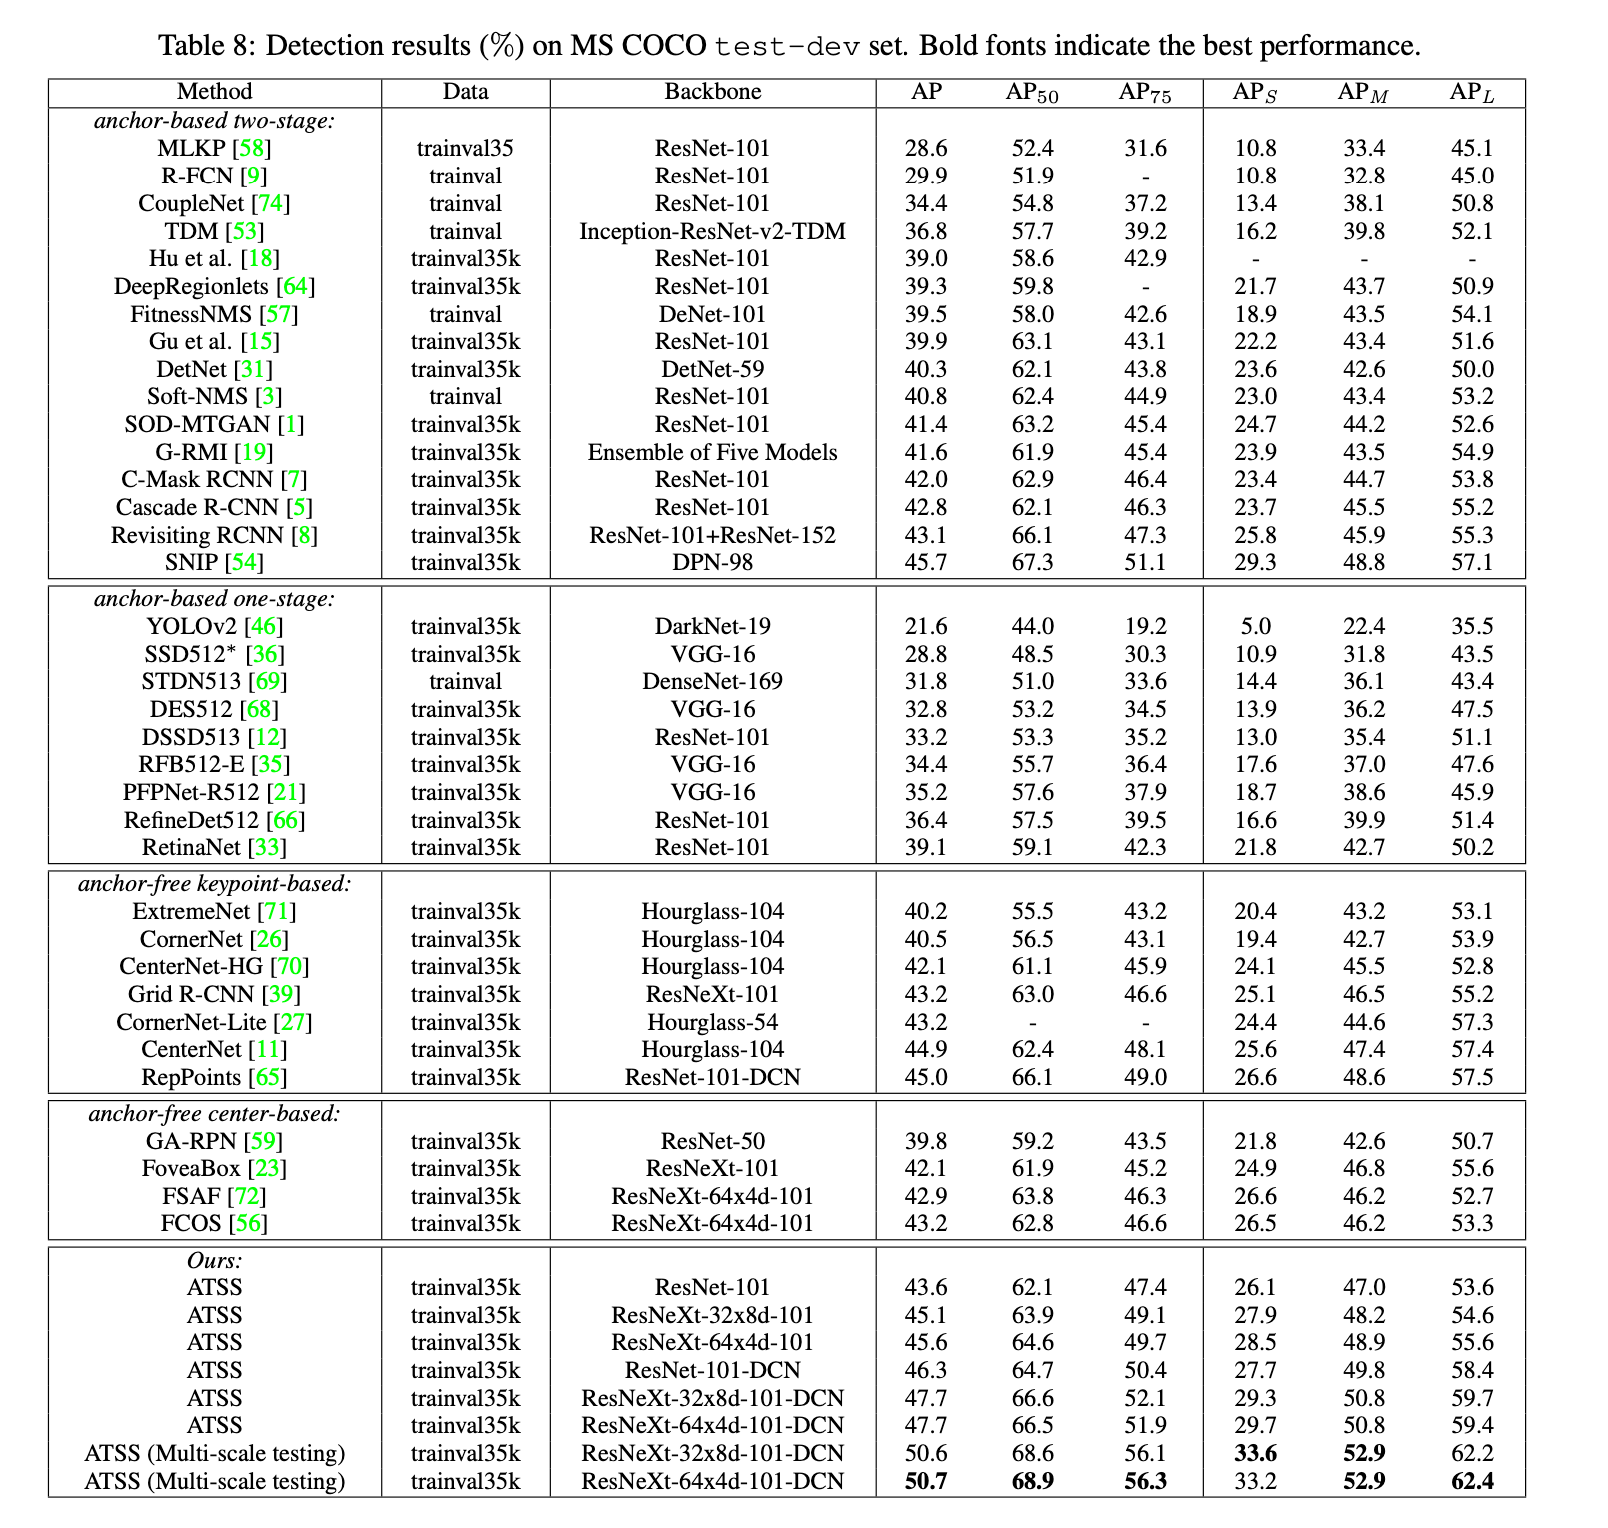 Table 8: Detection results (%) on MS COCO test-dev set. Bold fonts indicate the best performance.
Method Data Backbone AP AP50 AP75 APS APM APL
anchor-based two-stage:
MLKP [58] trainval35 ResNet-101 28.6 52.4 31.6 10.8 33.4 45.1
R-FCN [9] trainval ResNet-101 29.9 51.9 - 10.8 32.8 45.0
CoupleNet [74] trainval ResNet-101 34.4 54.8 37.2 13.4 38.1 50.8
TDM [53] trainval Inception-ResNet-v2-TDM 36.8 57.7 39.2 16.2 39.8 52.1
Hu et al. [18] trainval35k ResNet-101 39.0 58.6 42.9 - - -
DeepRegionlets [64] trainval35k ResNet-101 39.3 59.8 - 21.7 43.7 50.9
FitnessNMS [57] trainval DeNet-101 39.5 58.0 42.6 18.9 43.5 54.1
Gu et al. [15] trainval35k ResNet-101 39.9 63.1 43.1 22.2 43.4 51.6
DetNet [31] trainval35k DetNet-59 40.3 62.1 43.8 23.6 42.6 50.0
Soft-NMS [3] trainval ResNet-101 40.8 62.4 44.9 23.0 43.4 53.2
SOD-MTGAN [1] trainval35k ResNet-101 41.4 63.2 45.4 24.7 44.2 52.6
G-RMI [19] trainval35k Ensemble of Five Models 41.6 61.9 45.4 23.9 43.5 54.9
C-Mask RCNN [7] trainval35k ResNet-101 42.0 62.9 46.4 23.4 44.7 53.8
Cascade R-CNN [5] trainval35k ResNet-101 42.8 62.1 46.3 23.7 45.5 55.2
Revisiting RCNN [8] trainval35k ResNet-101+ResNet-152 43.1 66.1 47.3 25.8 45.9 55.3
SNIP [54] trainval35k DPN-98 45.7 67.3 51.1 29.3 48.8 57.1
anchor-based one-stage:
YOLOv2 [46] trainval35k DarkNet-19 21.6 44.0 19.2 5.0 22.4 35.5
SSD512* [36] trainval35k VGG-16 28.8 48.5 30.3 10.9 31.8 43.5
STDN513 [69] trainval DenseNet-169 31.8 51.0 33.6 14.4 36.1 43.4
DES512 [68] trainval35k VGG-16 32.8 53.2 34.5 13.9 36.2 47.5
DSSD513 [12] trainval35k ResNet-101 33.2 53.3 35.2 13.0 35.4 51.1
RFB512-E [35] trainval35k VGG-16 34.4 55.7 36.4 17.6 37.0 47.6
PFPNet-R512 [21] trainval35k VGG-16 35.2 57.6 37.9 18.7 38.6 45.9
RefineDet512 [66] trainval35k ResNet-101 36.4 57.5 39.5 16.6 39.9 51.4
RetinaNet [33] trainval35k ResNet-101 39.1 59.1 42.3 21.8 42.7 50.2
anchor-free keypoint-based:
ExtremeNet [71] trainval35k Hourglass-104 40.2 55.5 43.2 20.4 43.2 53.1
CornerNet [26] trainval35k Hourglass-104 40.5 56.5 43.1 19.4 42.7 53.9
CenterNet-HG [70] trainval35k Hourglass-104 42.1 61.1 45.9 24.1 45.5 52.8
Grid R-CNN [39] trainval35k ResNeXt-101 43.2 63.0 46.6 25.1 46.5 55.2
CornerNet-Lite [27] trainval35k Hourglass-54 43.2 - - 24.4 44.6 57.3
CenterNet [11] trainval35k Hourglass-104 44.9 62.4 48.1 25.6 47.4 57.4
RepPoints [65] trainval35k ResNet-101-DCN 45.0 66.1 49.0 26.6 48.6 57.5
anchor-free center-based:
GA-RPN [59] trainval35k ResNet-50 39.8 59.2 43.5 21.8 42.6 50.7
FoveaBox [23] trainval35k ResNeXt-101 42.1 61.9 45.2 24.9 46.8 55.6
FSAF [72] trainval35k ResNeXt-64x4d-101 42.9 63.8 46.3 26.6 46.2 52.7
FCOS [56] trainval35k ResNeXt-64x4d-101 43.2 62.8 46.6 26.5 46.2 53.3
Ours:
ATSS trainval35k ResNet-101 43.6 62.1 47.4 26.1 47.0 53.6
ATSS trainval35k ResNeXt-32x8d-101 45.1 63.9 49.1 27.9 48.2 54.6
ATSS trainval35k ResNeXt-64x4d-101 45.6 64.6 49.7 28.5 48.9 55.6
ATSS trainval35k ResNet-101-DCN 46.3 64.7 50.4 27.7 49.8 58.4
ATSS trainval35k ResNeXt-32x8d-101-DCN 47.7 66.6 52.1 29.3 50.8 59.7
ATSS trainval35k ResNeXt-64x4d-101-DCN 47.7 66.5 51.9 29.7 50.8 59.4
ATSS (Multi-scale testing) trainval35k ResNeXt-32x8d-101-DCN 50.6 68.6 56.1 33.6 52.9 62.2
ATSS (Multi-scale testing) trainval35k ResNeXt-64x4d-101-DCN 50.7 68.9 56.3 33.2 52.9 62.4